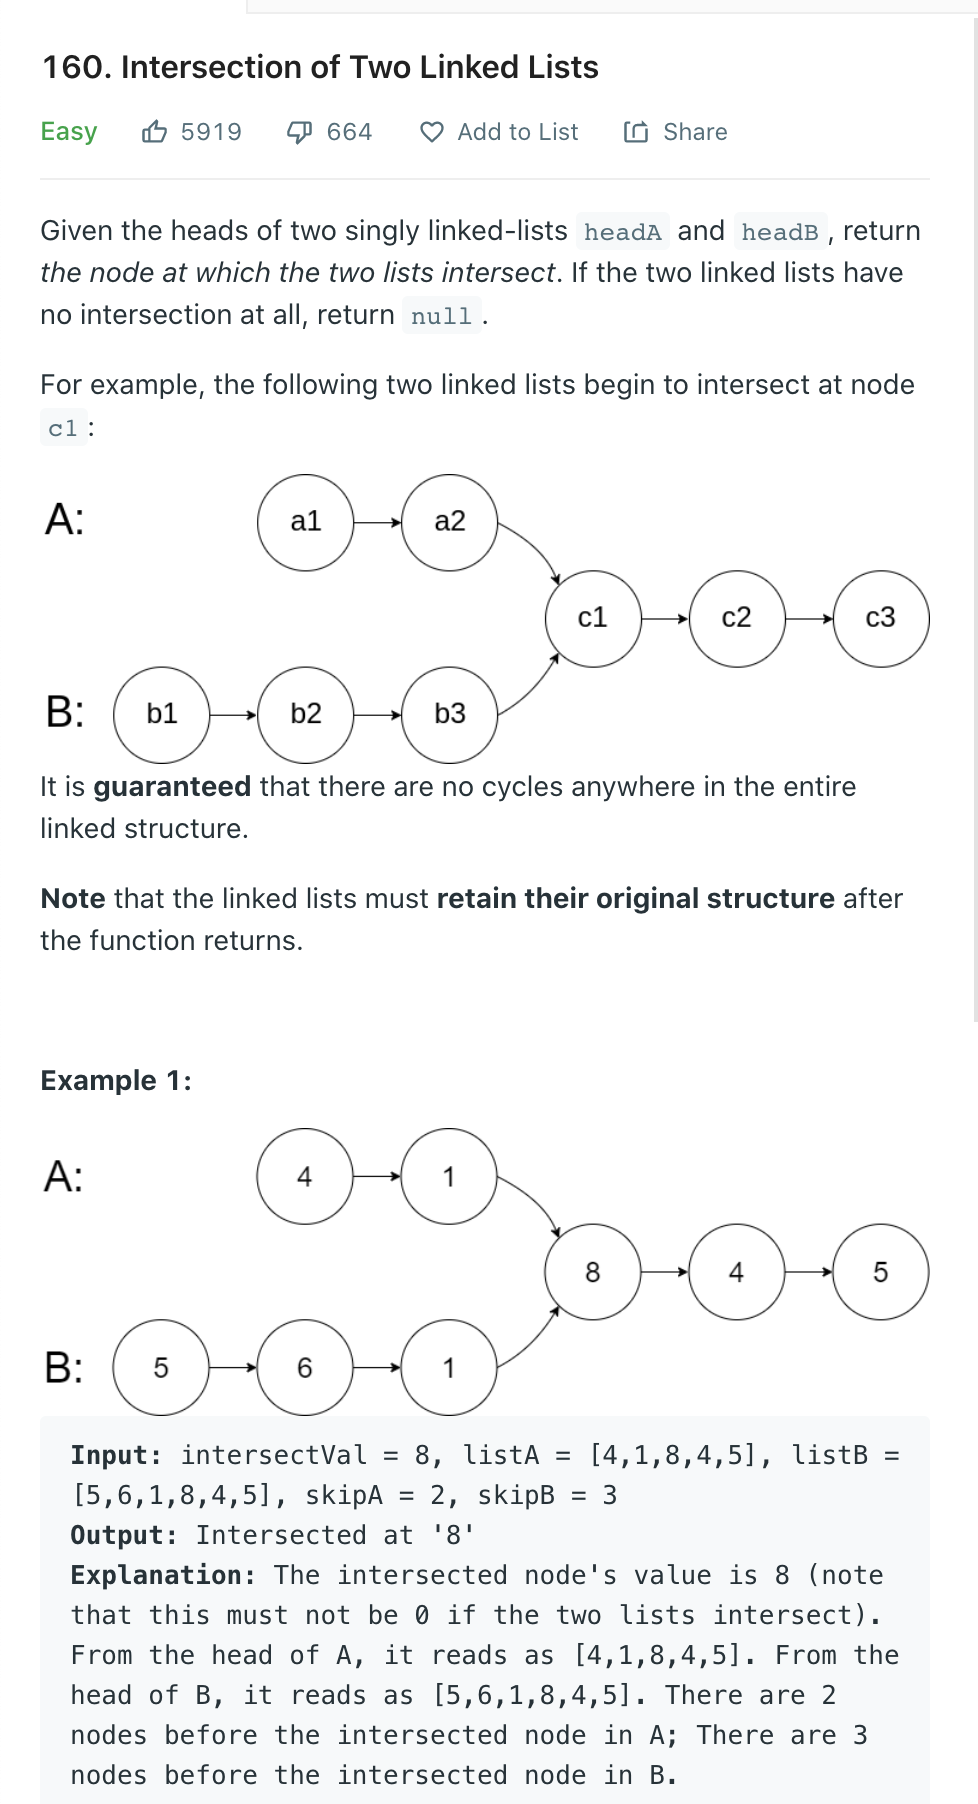 160. Intersection of Two Linked Lists
Easy 5919 664 Add to List Share
Given the heads of two singly linked-lists headA and headB, return
the node at which the two lists intersect. If the two linked lists have
no intersection at all, return null.
For example, the following two linked lists begin to intersect at node
c1:
A: a1 a2
c1 c2 c3
B: b1 b2 b3
It is guaranteed that there are no cycles anywhere in the entire
linked structure.
Note that the linked lists must retain their original structure after
the function returns.
Example 1:
A: 4 1
8 4 5
B: 5 6 1
Input: intersectVal = 8, listA = [4,1,8,4,5], listB =
[5,6,1,8,4,5], skipA = 2, skipB = 3
Output: Intersected at '8'
Explanation: The intersected node's value is 8 (note
that this must not be 0 if the two lists intersect).
From the head of A, it reads as [4,1,8,4,5]. From the
head of B, it reads as [5,6,1,8,4,5]. There are 2
nodes before the intersected node in A; There are 3
nodes before the intersected node in B.